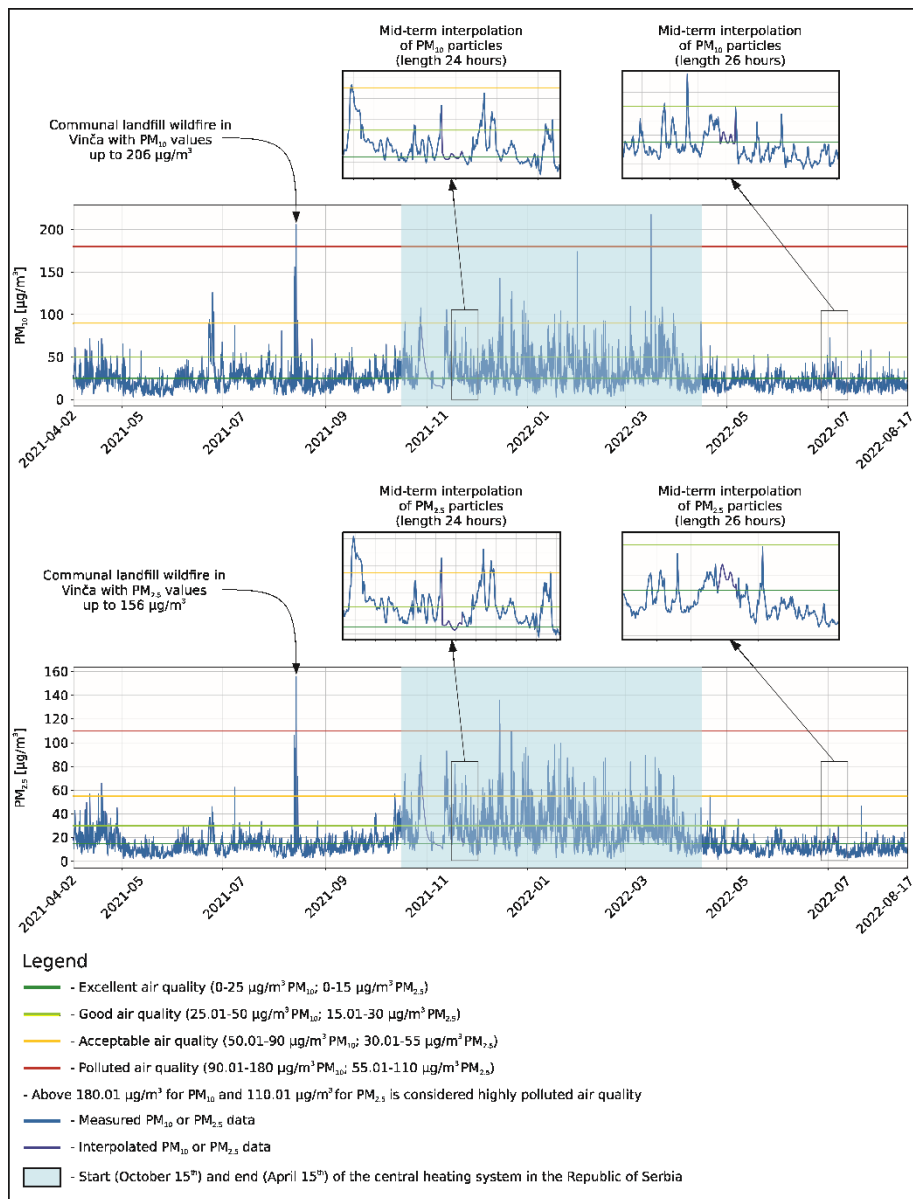 Mid-term interpolation
of PM₁₀ particles
(length 24 hours)
Mid-term interpolation
of PM₁₀ particles
(length 26 hours)
Communal landfill wildfire in
Vinča with PM₁₀ values
up to 206 µg/m³
PM₁₀ [µg/m³]
200
150
100
50
0
2021-04-02
2021-05
2021-07
2021-09
2021-11
2022-01
2022-03
2022-05
2022-07
2022-08-17
Mid-term interpolation
of PM₂.₅ particles
(length 24 hours)
Mid-term interpolation
of PM₂.₅ particles
(length 26 hours)
Communal landfill wildfire in
Vinča with PM₂.₅ values
up to 156 µg/m³
PM₂.₅ [µg/m³]
160
140
120
100
80
60
40
20
0
2021-04-02
2021-05
2021-07
2021-09
2021-11
2022-01
2022-03
2022-05
2022-07
2022-08-17
Legend
- Excellent air quality (0-25 µg/m³ PM₁₀; 0-15 µg/m³ PM₂.₅)
- Good air quality (25.01-50 µg/m³ PM₁₀; 15.01-30 µg/m³ PM₂.₅)
- Acceptable air quality (50.01-90 µg/m³ PM₁₀; 30.01-55 µg/m³ PM₂.₅)
- Polluted air quality (90.01-180 µg/m³ PM₁₀; 55.01-110 µg/m³ PM₂.₅)
- Above 180.01 µg/m³ for PM₁₀ and 110.01 µg/m³ for PM₂.₅ is considered highly polluted air quality
- Measured PM₁₀ or PM₂.₅ data
- Interpolated PM₁₀ or PM₂.₅ data
- Start (October 15ᵗʰ) and end (April 15ᵗʰ) of the central heating system in the Republic of Serbia